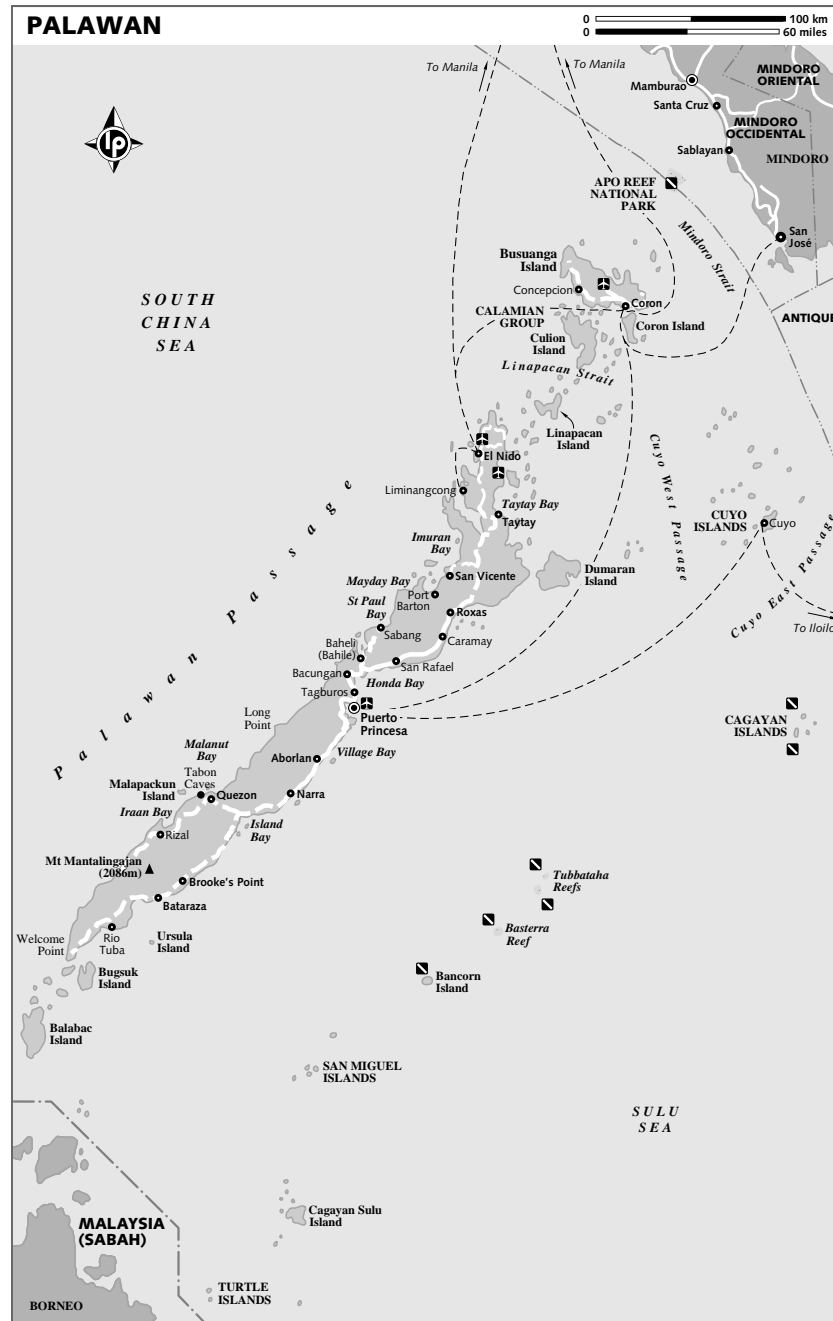 PALAWAN
0 100 km
0 60 miles
To Manila
To Manila
MINDORO
ORIENTAL
Mamburao
Santa Cruz
MINDORO
OCCIDENTAL
Sablayan
MINDORO
lp
APO REEF
NATIONAL
PARK
San
José
Mindoro Strait
Busuanga
Island
Concepcion
Coron
SOUTH
CHINA
SEA
CALAMIAN
GROUP
Coron Island
ANTIQUE
Culion
Island
Linapacan Strait
Linapacan
Island
El Nido
Cuyo West Passage
Liminangcong
Palawan Passage
Taytay Bay
Taytay
CUYO
ISLANDS
Cuyo
Imuran
Bay
Cuyo East Passage
Dumaran
Island
Mayday Bay
San Vicente
Port
Barton
St Paul
Bay
Roxas
To Iloilo
Sabang
Caramay
Baheli
(Bahile)
San Rafael
Bacungan
Honda Bay
Tagburos
Puerto
Princesa
Long
Point
CAGAYAN
ISLANDS
Malanut
Bay
Village Bay
Aborlan
Tabon
Caves
Malapackun
Island
Quezon
Narra
Iraan Bay
Island
Bay
Rizal
Mt Mantalingajan
(2086m)
Brooke's Point
Tubbataha
Reefs
Bataraza
Basterra
Reef
Welcome
Point
Rio
Tuba
Ursula
Island
Bugsuk
Island
Bancorn
Island
Balabac
Island
SAN MIGUEL
ISLANDS
SULU
SEA
Cagayan Sulu
Island
MALAYSIA
(SABAH)
TURTLE
ISLANDS
BORNEO